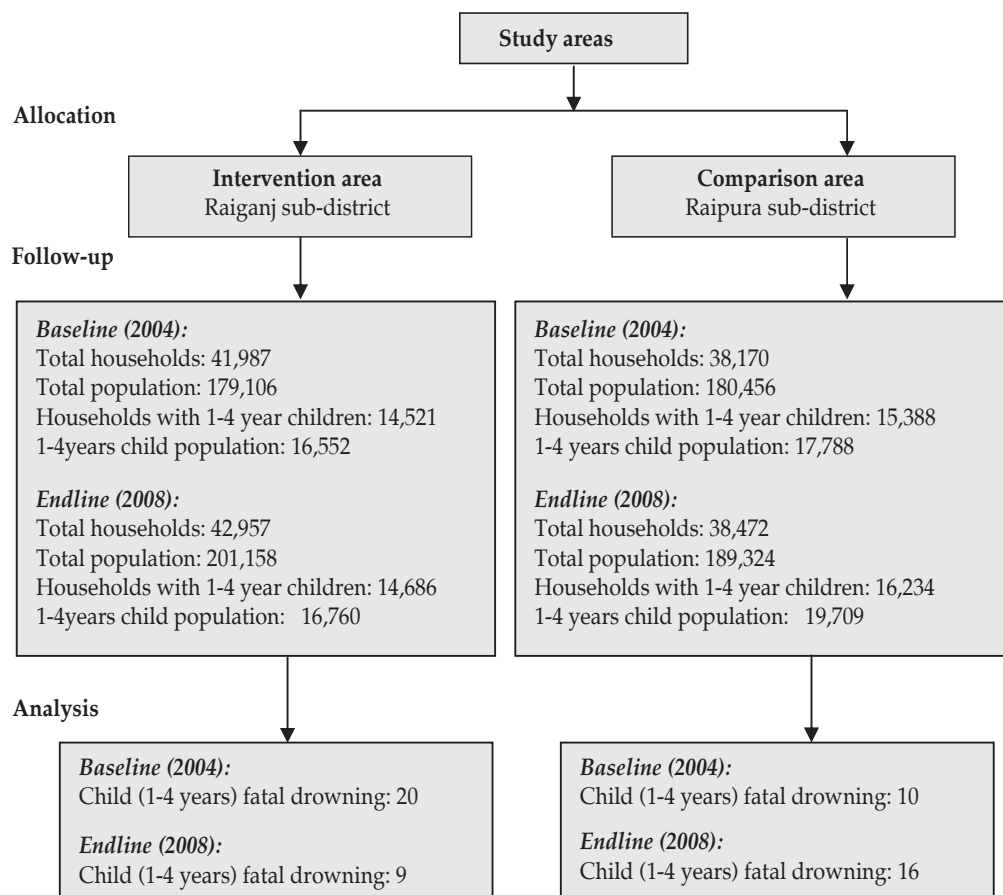 Study areas
Allocation
Intervention area
Raiganj sub-district
Comparison area
Raipura sub-district
Follow-up
Baseline (2004):
Total households: 41,987
Total population: 179,106
Households with 1-4 year children: 14,521
1-4years child population: 16,552
Endline (2008):
Total households: 42,957
Total population: 201,158
Households with 1-4 year children: 14,686
1-4years child population: 16,760
Baseline (2004):
Total households: 38,170
Total population: 180,456
Households with 1-4 year children: 15,388
1-4 years child population: 17,788
Endline (2008):
Total households: 38,472
Total population: 189,324
Households with 1-4 year children: 16,234
1-4 years child population: 19,709
Analysis
Baseline (2004):
Child (1-4 years) fatal drowning: 20
Endline (2008):
Child (1-4 years) fatal drowning: 9
Baseline (2004):
Child (1-4 years) fatal drowning: 10
Endline (2008):
Child (1-4 years) fatal drowning: 16